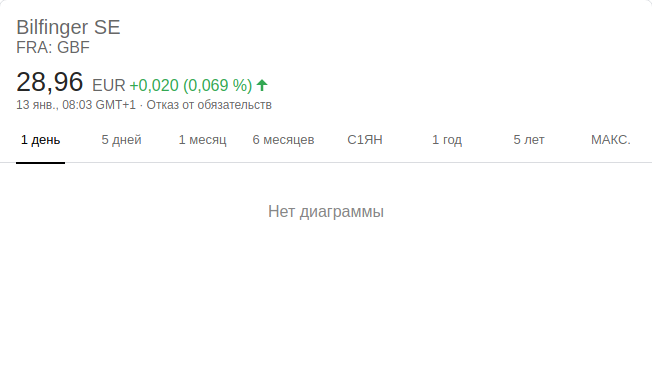 Bilfinger SE
FRA: GBF
28,96 EUR +0,020 (0,069 %)
13 янв., 08:03 GMT+1 · Отказ от обязательств
1 день 5 дней 1 месяц 6 месяцев С1ЯН 1 год 5 лет МАКС.
Нет диаграммы